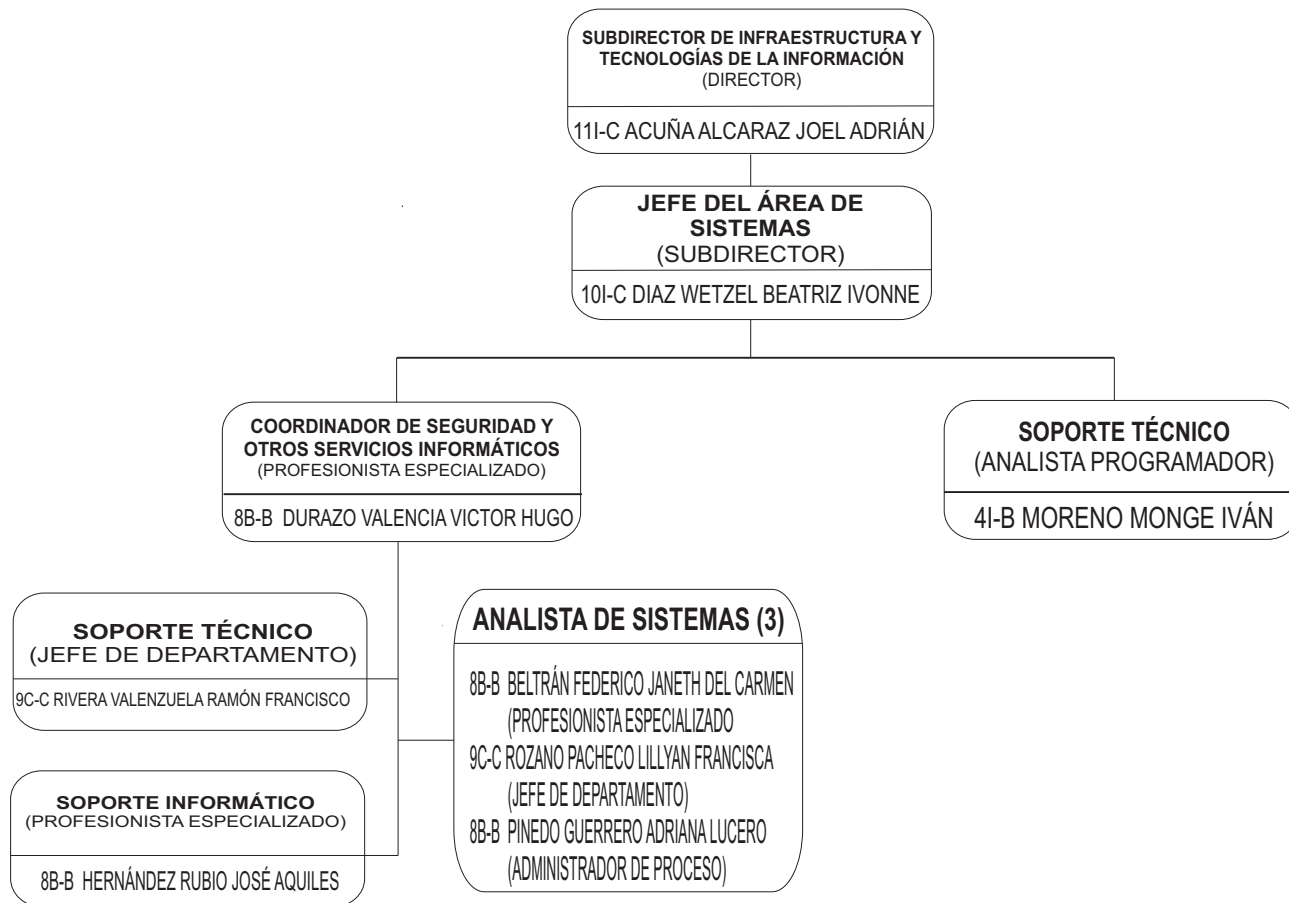 SUBDIRECTOR DE INFRAESTRUCTURA Y
TECNOLOGÍAS DE LA INFORMACIÓN
(DIRECTOR)
11I-C ACUÑA ALCARAZ JOEL ADRIÁN
JEFE DEL ÁREA DE
SISTEMAS
(SUBDIRECTOR)
10I-C DIAZ WETZEL BEATRIZ IVONNE
COORDINADOR DE SEGURIDAD Y
OTROS SERVICIOS INFORMÁTICOS
(PROFESIONISTA ESPECIALIZADO)
8B-B DURAZO VALENCIA VICTOR HUGO
SOPORTE TÉCNICO
(ANALISTA PROGRAMADOR)
4I-B MORENO MONGE IVÁN
SOPORTE TÉCNICO
(JEFE DE DEPARTAMENTO)
9C-C RIVERA VALENZUELA RAMÓN FRANCISCO
ANALISTA DE SISTEMAS (3)
8B-B BELTRÁN FEDERICO JANETH DEL CARMEN
(PROFESIONISTA ESPECIALIZADO
9C-C ROZANO PACHECO LILLYAN FRANCISCA
(JEFE DE DEPARTAMENTO)
8B-B PINEDO GUERRERO ADRIANA LUCERO
(ADMINISTRADOR DE PROCESO)
SOPORTE INFORMÁTICO
(PROFESIONISTA ESPECIALIZADO)
8B-B HERNÁNDEZ RUBIO JOSÉ AQUILES